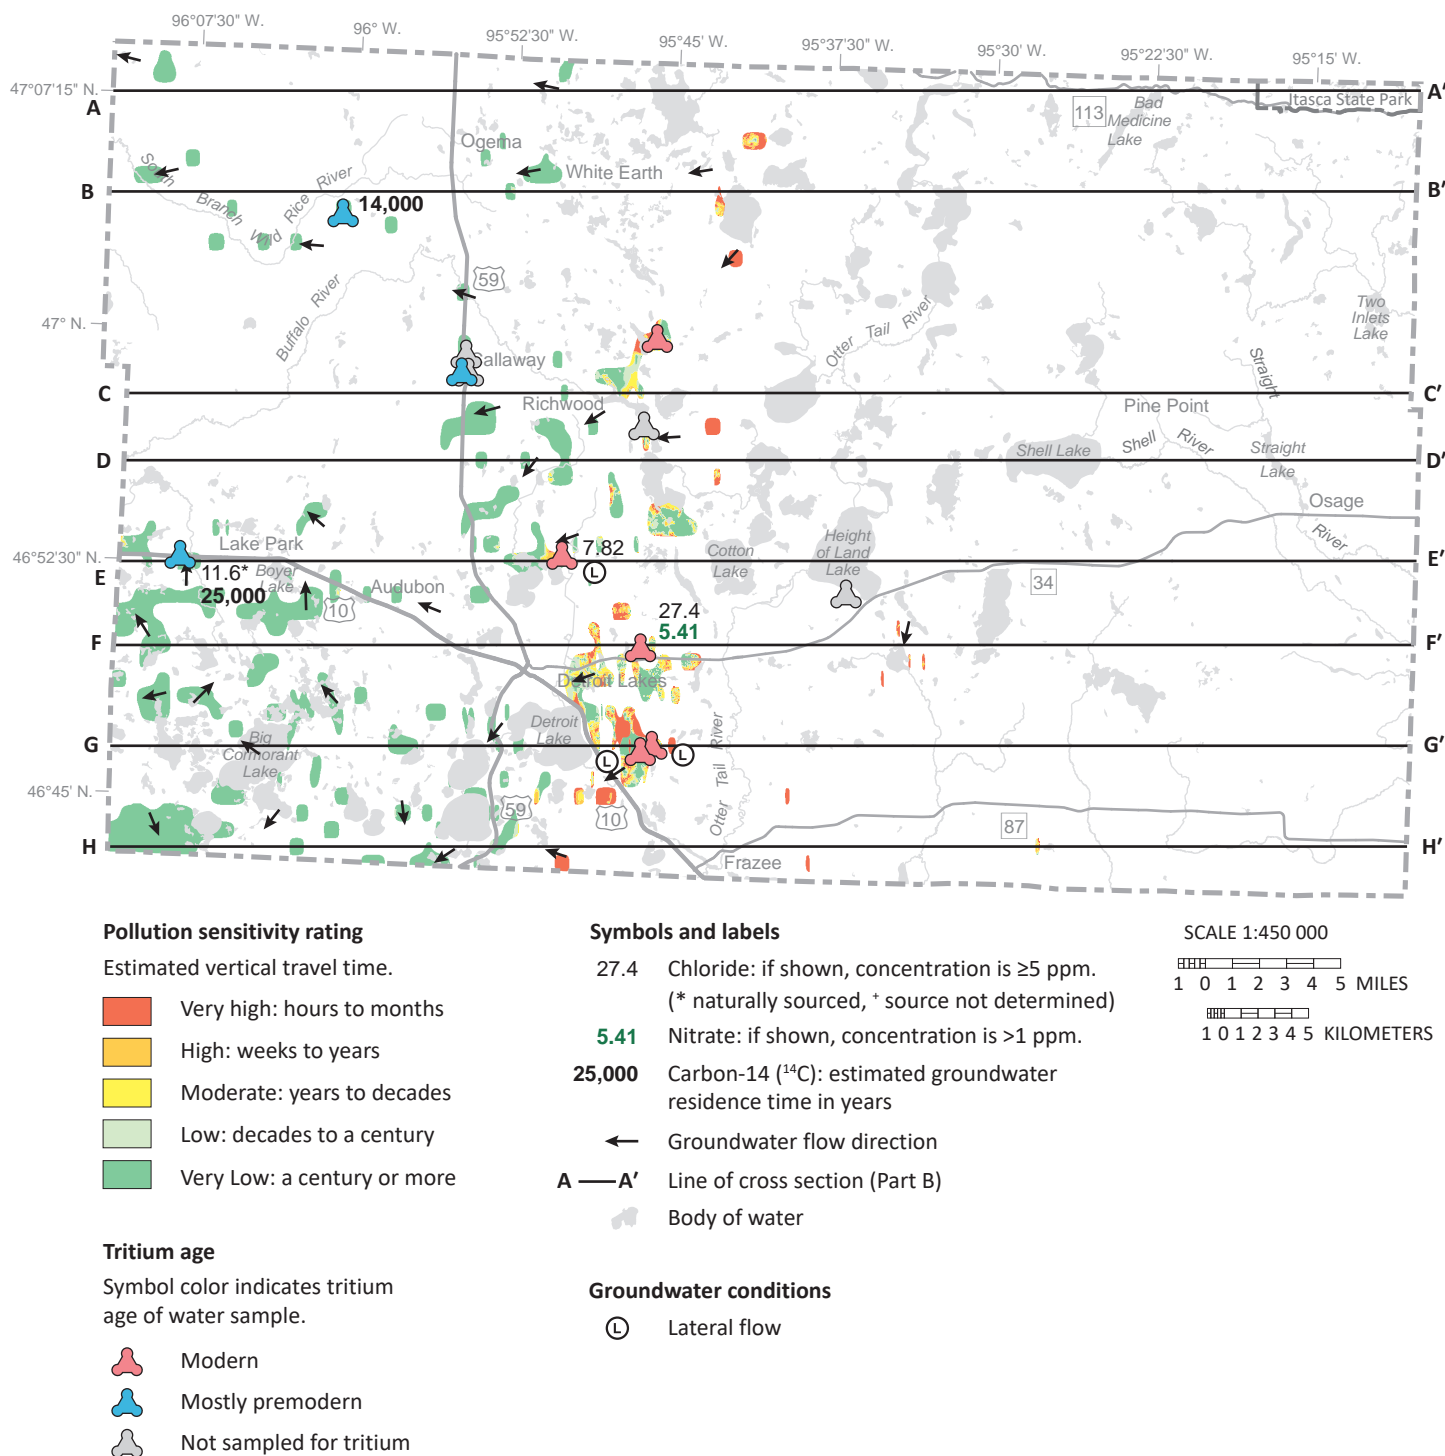 96°07'30" W.
96° W.
95°52'30" W.
95°45' W.
95°37'30" W.
95°30' W.
95°22'30" W.
95°15' W.
47°07'15" N.
A
A'
Itasca State Park
113
Bad
Medicine
Lake
Ogema
South
Branch
Wild
Rice
River
White Earth
B
B'
14,000
59
Buffalo
River
47° N.
Callaway
Otter
Tail
River
Two
Inlets
Lake
Straight
River
C
C'
Richwood
Pine Point
Shell Lake
Shell
River
Straight
Lake
D
D'
Osage
46°52'30" N.
Lake Park
E
E'
11.6*
25,000
Boyer
Lake
10
Audubon
7.82
L
Cotton
Lake
Height
of Land
Lake
34
27.4
5.41
F
F'
Detroit Lakes
Detroit
Lake
Big
Cormorant
Lake
G
G'
L
L
Otter
Tail
River
46°45' N.
59
10
87
H
H'
Frazee
Pollution sensitivity rating
Estimated vertical travel time.
Very high: hours to months
High: weeks to years
Moderate: years to decades
Low: decades to a century
Very Low: a century or more
Tritium age
Symbol color indicates tritium
age of water sample.
Modern
Mostly premodern
Not sampled for tritium
Symbols and labels
27.4 Chloride: if shown, concentration is ≥5 ppm.
(* naturally sourced, + source not determined)
5.41 Nitrate: if shown, concentration is >1 ppm.
25,000 Carbon-14 (14C): estimated groundwater
residence time in years
Groundwater flow direction
A A' Line of cross section (Part B)
Body of water
Groundwater conditions
L Lateral flow
SCALE 1:450 000
1 0 1 2 3 4 5 MILES
1 0 1 2 3 4 5 KILOMETERS